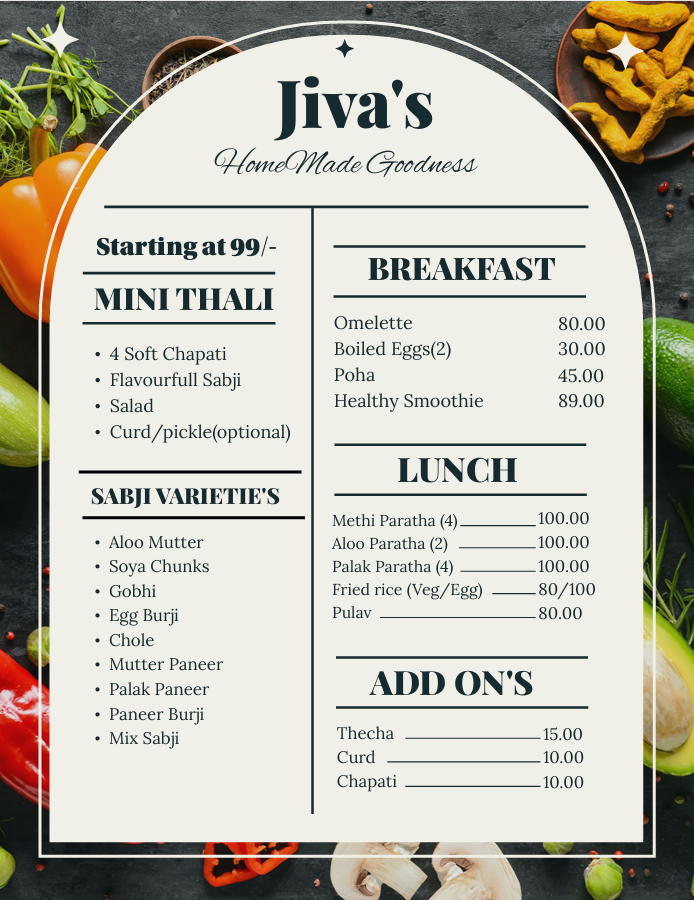 Jiva's
HomeMade Goodness
Starting at 99/-
MINI THALI
• 4 Soft Chapati
• Flavourfull Sabji
• Salad
• Curd/pickle(optional)
SABJI VARIETIE'S
• Aloo Mutter
• Soya Chunks
• Gobhi
• Egg Burji
• Chole
• Mutter Paneer
• Palak Paneer
• Paneer Burji
• Mix Sabji
BREAKFAST
Omelette 80.00
Boiled Eggs(2) 30.00
Poha 45.00
Healthy Smoothie 89.00
LUNCH
Methi Paratha (4) 100.00
Aloo Paratha (2) 100.00
Palak Paratha (4) 100.00
Fried rice (Veg/Egg) 80/100
Pulav 80.00
ADD ON'S
Thecha 15.00
Curd 10.00
Chapati 10.00